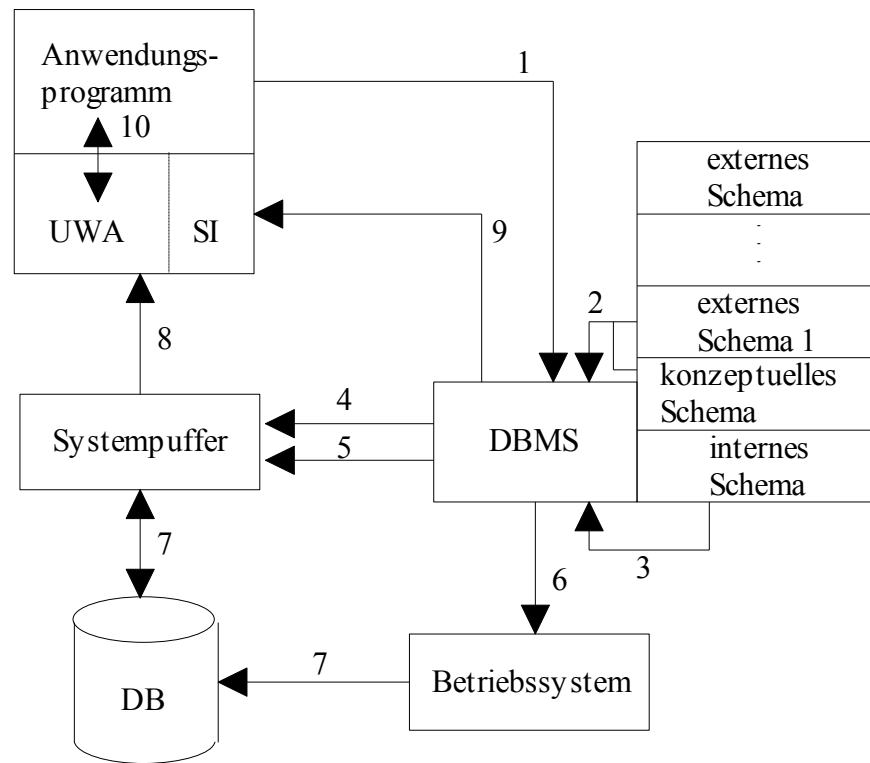 Anwendungs-
programm
10
UWA
SI
1
9
externes
Schema
2
externes
Schema 1
konzeptuelles
Schema
internes
Schema
3
8
Systempuffer
4
5
DBMS
7
6
DB
7
Betriebssystem